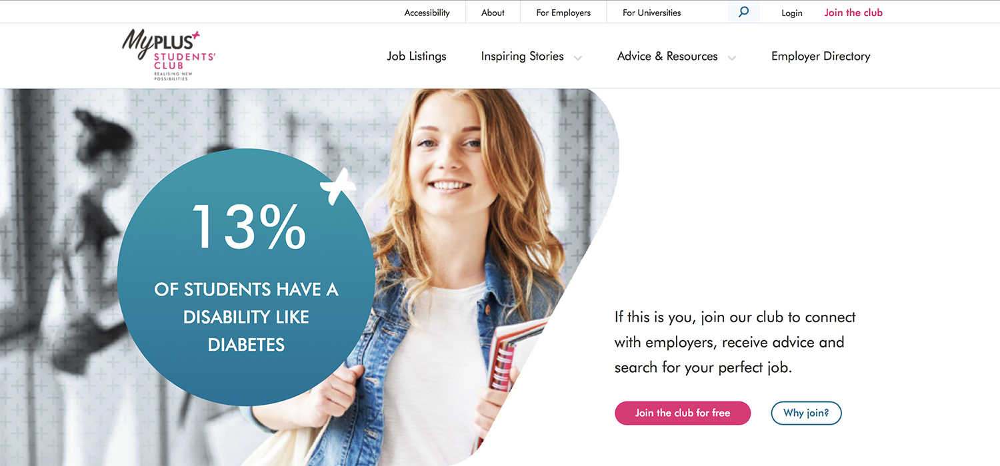 Accessibility
About
For Employers
For Universities
Login
Join the club
MyPLUS
STUDENTS'
CLUB
REALISING NEW
POSSIBILITIES
Job Listings
Inspiring Stories
Advice & Resources
Employer Directory
13%
OF STUDENTS HAVE A
DISABILITY LIKE
DIABETES
If this is you, join our club to connect
with employers, receive advice and
search for your perfect job.
Join the club for free
Why join?